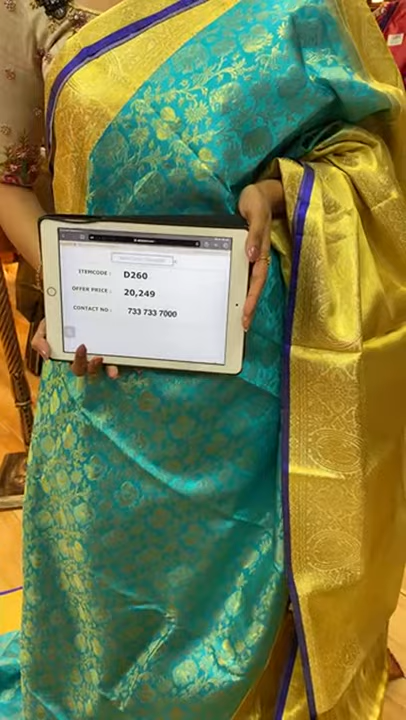 ITEMCODE : D260
OFFER PRICE : 20,249
CONTACT NO : 733 733 7000